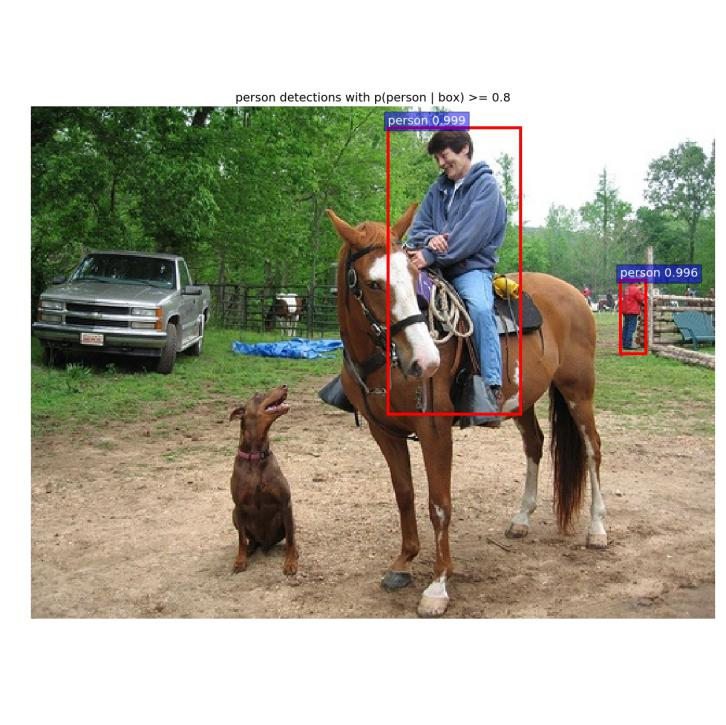 person detections with p(person | box) >= 0.8
person 0.999
person 0.996